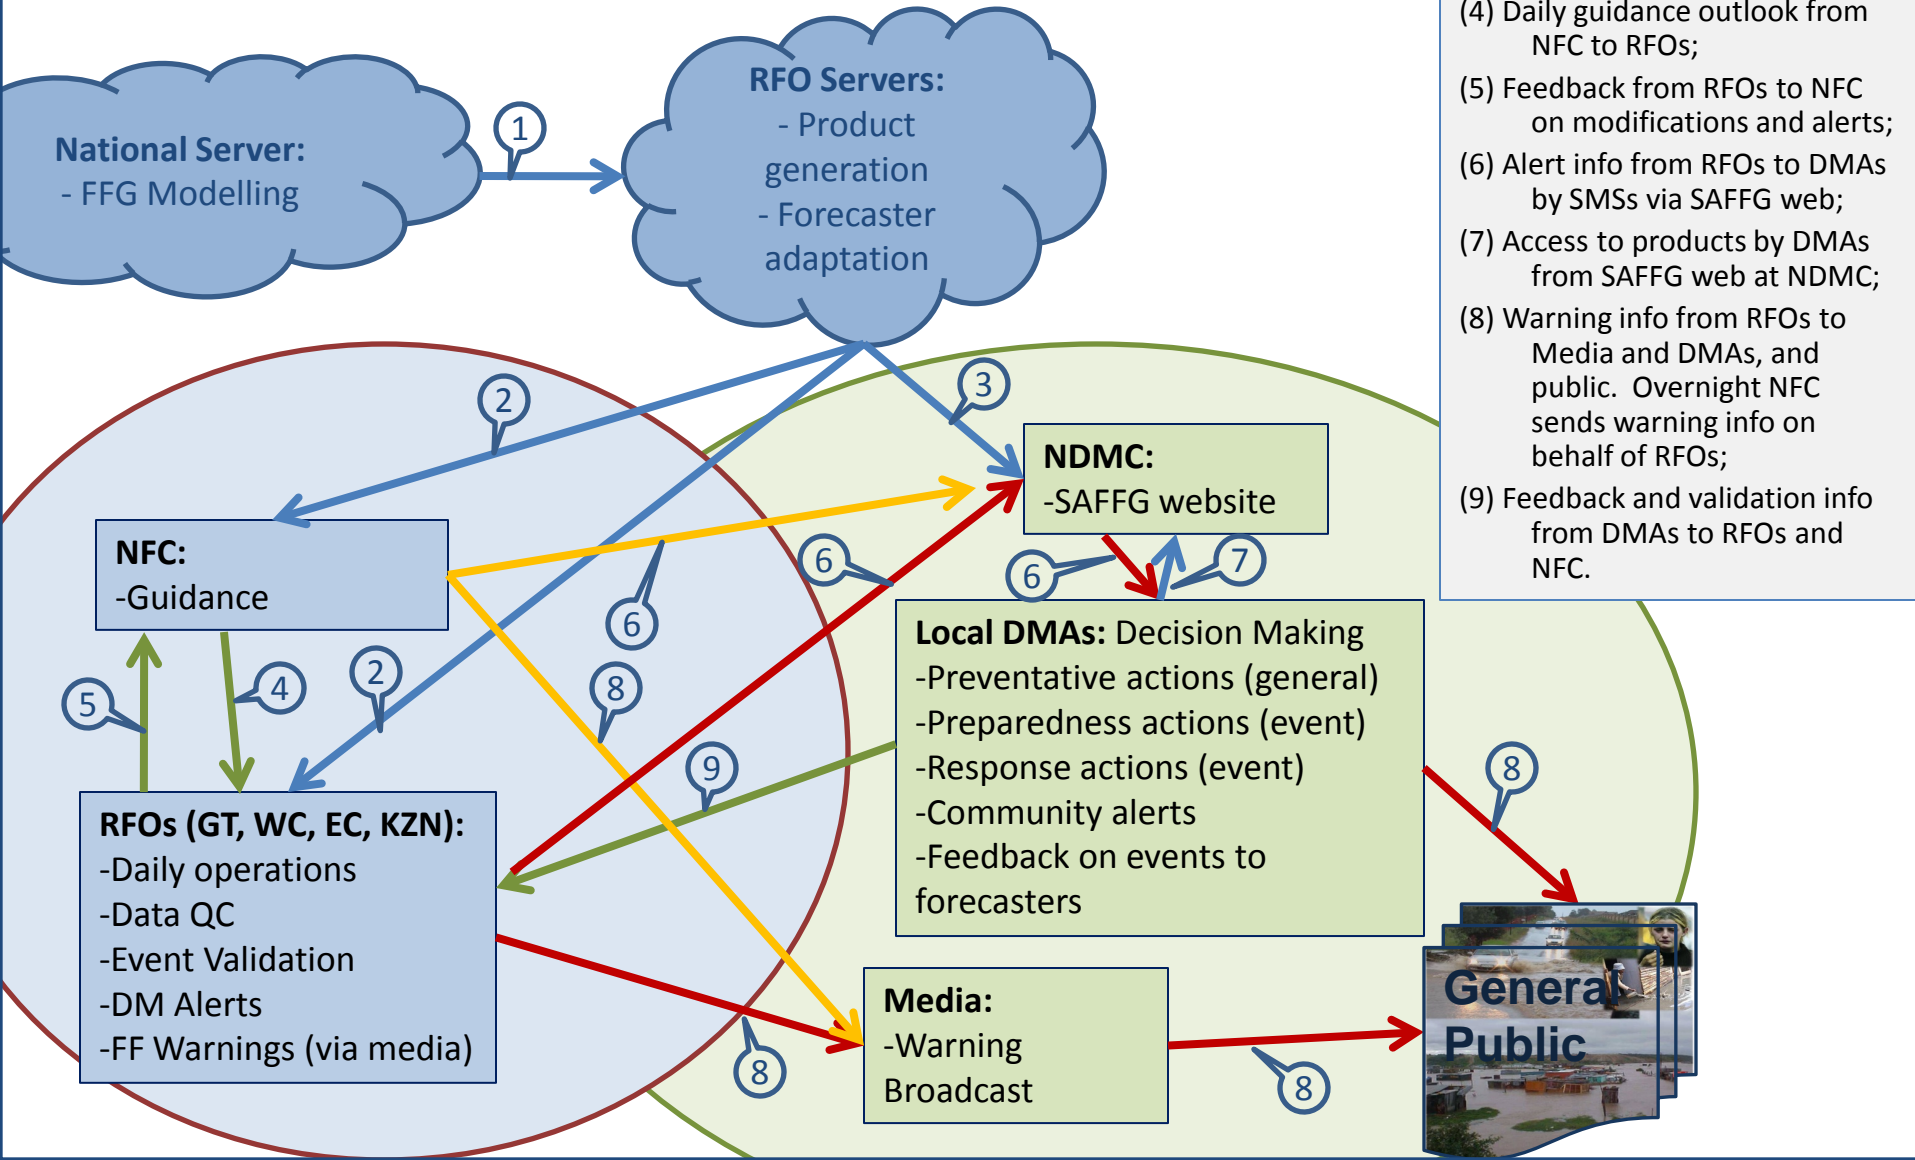 National Server:
- FFG Modelling
1
RFO Servers:
- Product
generation
- Forecaster
adaptation
(4) Daily guidance outlook from
NFC to RFOs;
(5) Feedback from RFOs to NFC
on modifications and alerts;
(6) Alert info from RFOs to DMAs
by SMSs via SAFFG web;
(7) Access to products by DMAs
from SAFFG web at NDMC;
(8) Warning info from RFOs to
Media and DMAs, and
public. Overnight NFC
sends warning info on
behalf of RFOs;
(9) Feedback and validation info
from DMAs to RFOs and
NFC.
2
3
NDMC:
-SAFFG website
NFC:
-Guidance
6
6
6
7
5
4
2
8
9
8
Local DMAs: Decision Making
-Preventative actions (general)
-Preparedness actions (event)
-Response actions (event)
-Community alerts
-Feedback on events to
forecasters
RFOs (GT, WC, EC, KZN):
-Daily operations
-Data QC
-Event Validation
-DM Alerts
-FF Warnings (via media)
8
Media:
-Warning
Broadcast
8
General
Public